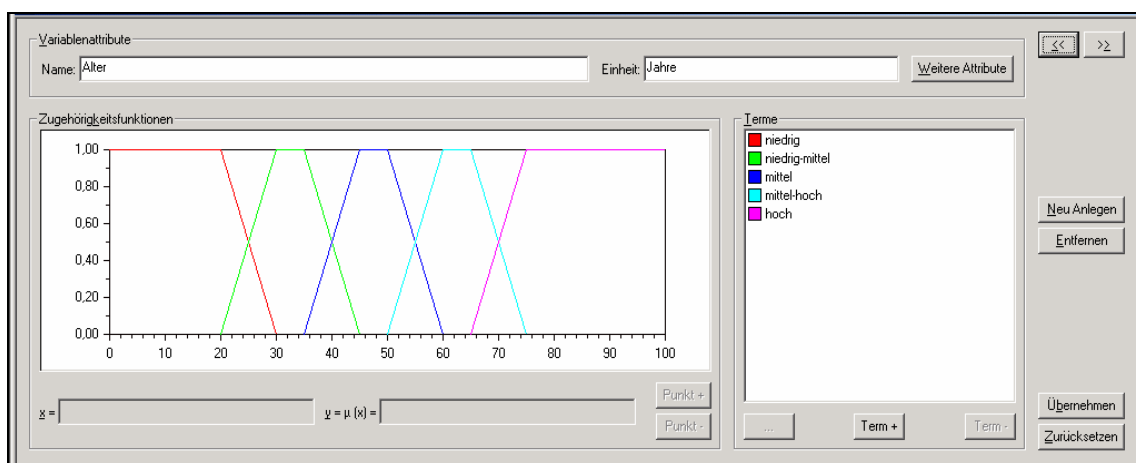 Variablenattribute
Name: Alter
Einheit: Jahre
Weitere Attribute
<<
>>
Zugehörigkeitsfunktionen
1,00
0,80
0,60
0,40
0,20
0,00
0 10 20 30 40 50 60 70 80 90 100
x =
y = µ (x) =
Punkt +
Punkt -
Terme
niedrig
niedrig-mittel
mittel
mittel-hoch
hoch
...
Term +
Term -
Neu Anlegen
Entfernen
Übernehmen
Zurücksetzen